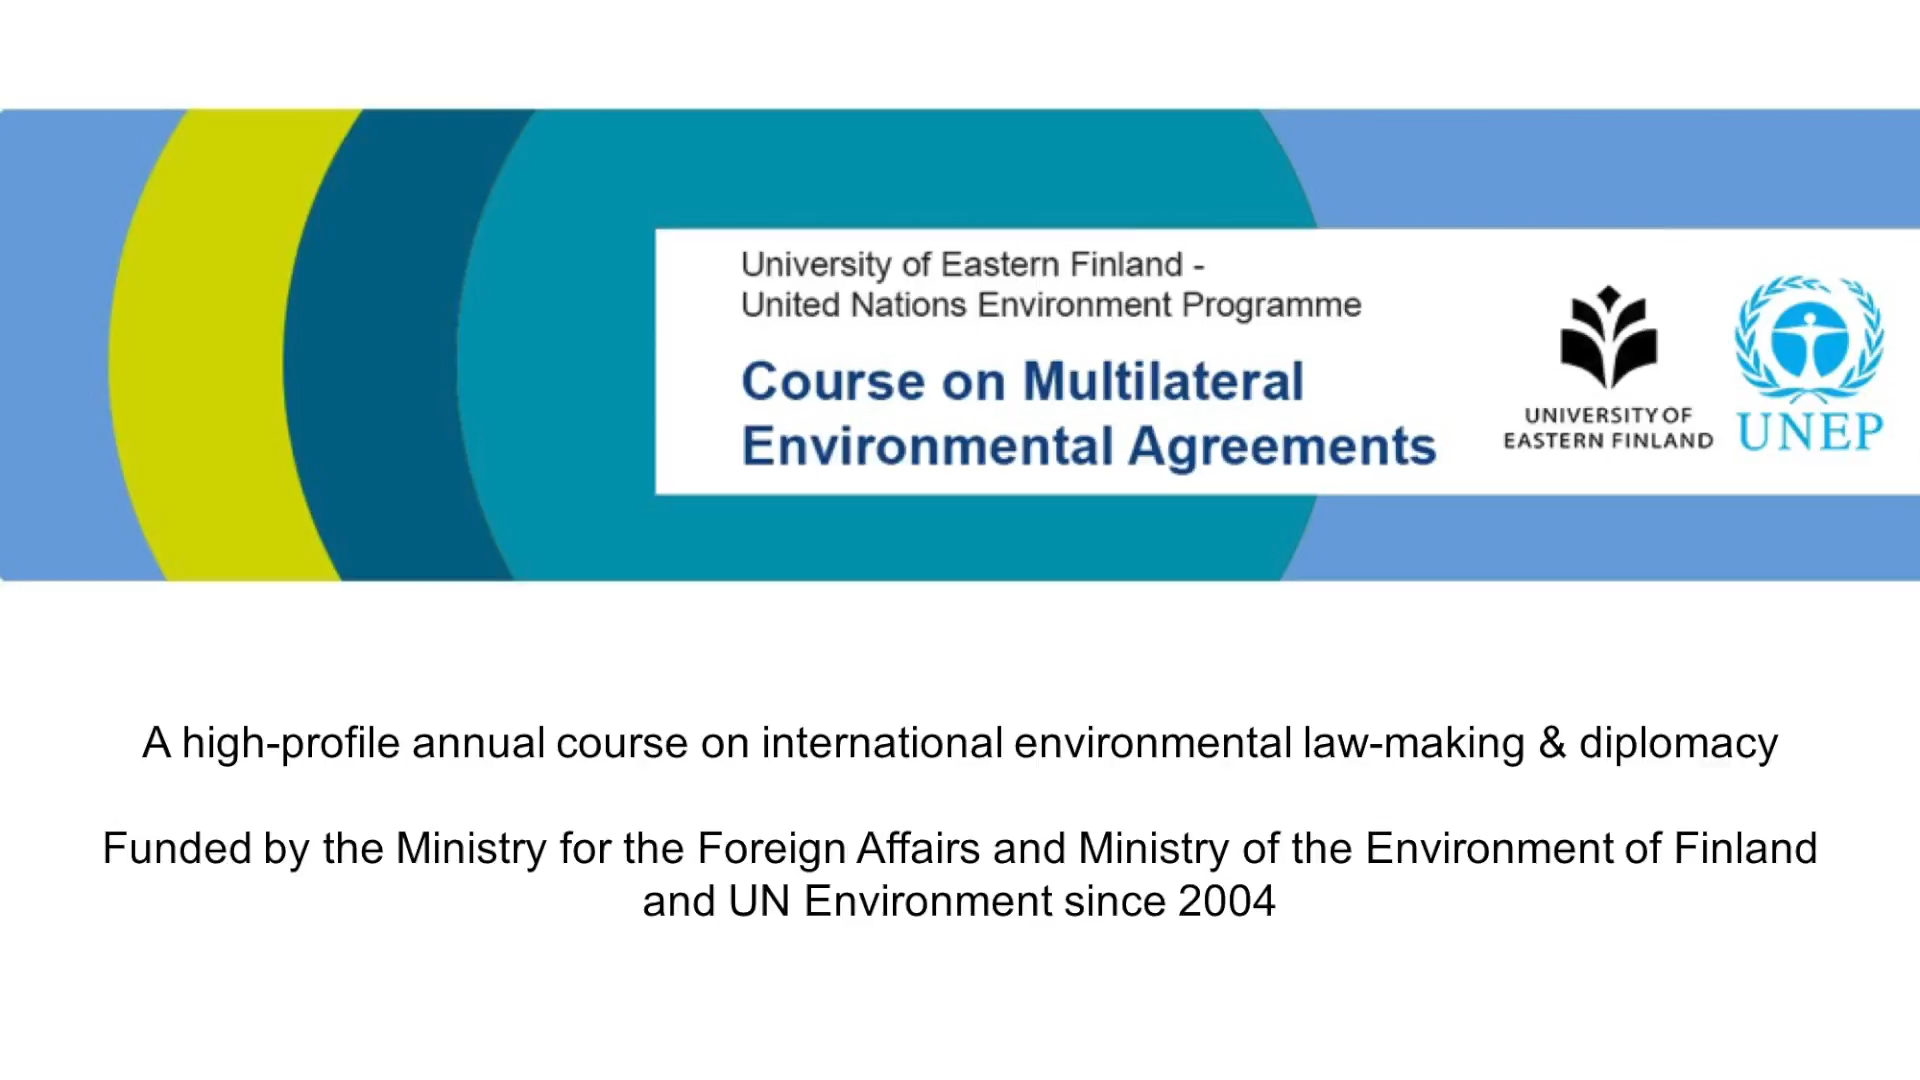 University of Eastern Finland -
United Nations Environment Programme
Course on Multilateral
Environmental Agreements
UNIVERSITY OF
EASTERN FINLAND
UNEP
A high-profile annual course on international environmental law-making & diplomacy
Funded by the Ministry for the Foreign Affairs and Ministry of the Environment of Finland
and UN Environment since 2004